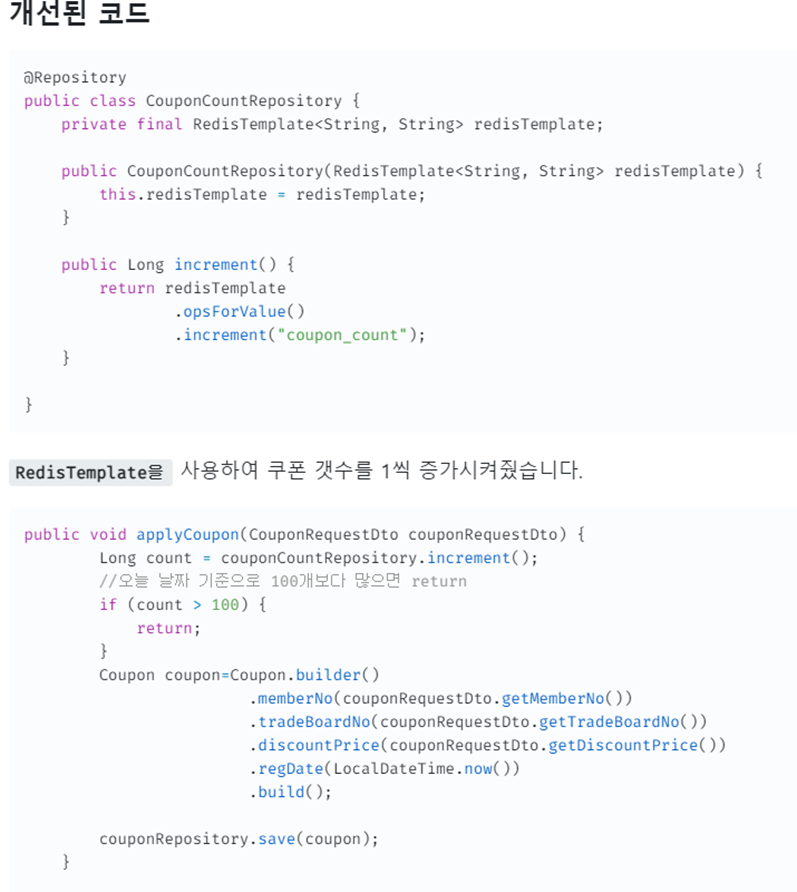 개선된 코드
@Repository
public class CouponCountRepository {
    private final RedisTemplate<String, String> redisTemplate;

    public CouponCountRepository(RedisTemplate<String, String> redisTemplate) {
        this.redisTemplate = redisTemplate;
    }

    public Long increment() {
        return redisTemplate
                .opsForValue()
                .increment("coupon_count");
    }

}
RedisTemplate을 사용하여 쿠폰 갯수를 1씩 증가시켜줬습니다.
public void applyCoupon(CouponRequestDto couponRequestDto) {
        Long count = couponCountRepository.increment();
        //오늘 날짜 기준으로 100개보다 많으면 return
        if (count > 100) {
            return;
        }
        Coupon coupon=Coupon.builder()
                        .memberNo(couponRequestDto.getMemberNo())
                        .tradeBoardNo(couponRequestDto.getTradeBoardNo())
                        .discountPrice(couponRequestDto.getDiscountPrice())
                        .regDate(LocalDateTime.now())
                        .build();

        couponRepository.save(coupon);
    }